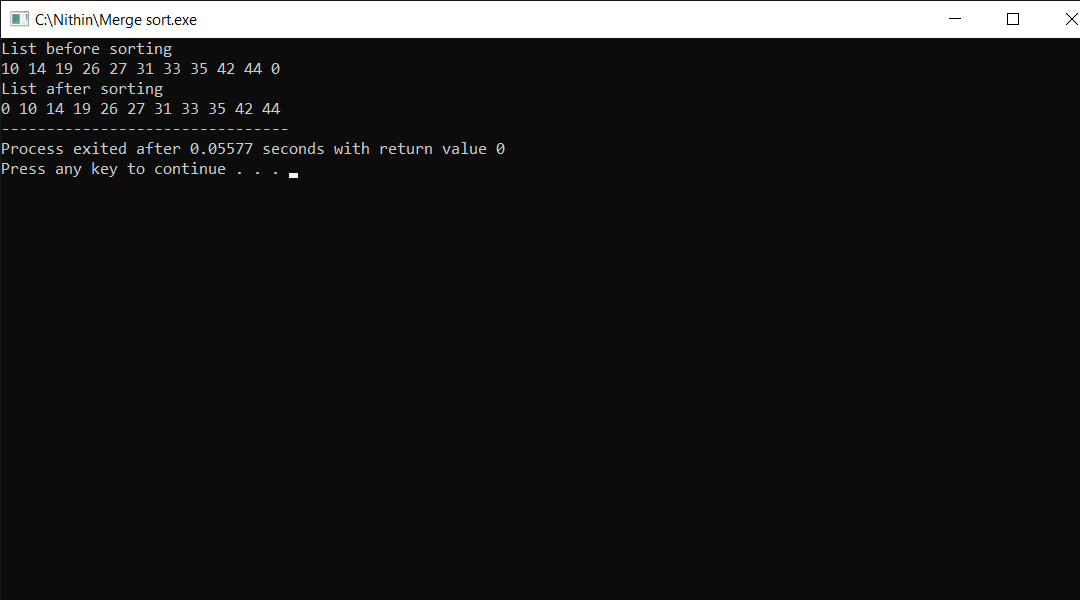 C:\Nithin\Merge sort.exe
List before sorting
10 14 19 26 27 31 33 35 42 44 0
List after sorting
0 10 14 19 26 27 31 33 35 42 44
--------------------------------
Process exited after 0.05577 seconds with return value 0
Press any key to continue . . .